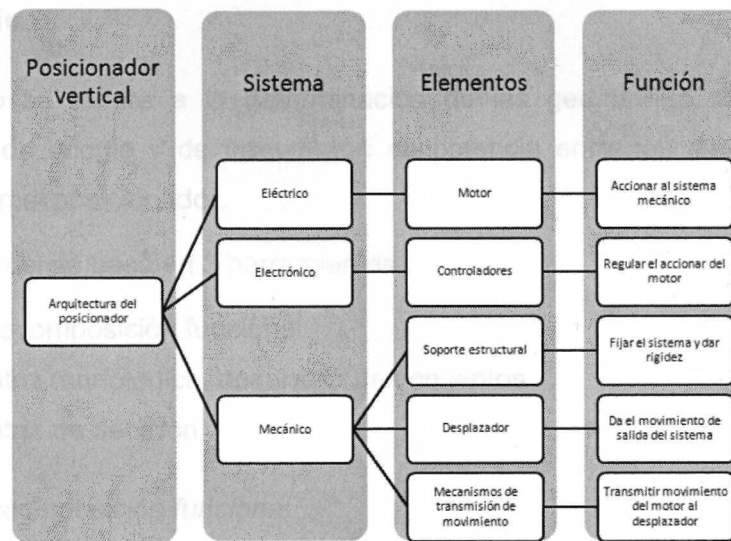 Posicionador
vertical
Sistema
Elementos
Función
Arquitectura del
posicionador
Eléctrico
Motor
Accionar al sistema
mecánico
Electrónico
Controladores
Regular el accionar del
motor
Mecánico
Soporte estructural
Fijar el sistema y dar
rigidez
Desplazador
Da el movimiento de
salida del sistema
Mecanismos de
transmisión de
movimiento
Transmitir movimiento
del motor al
desplazador